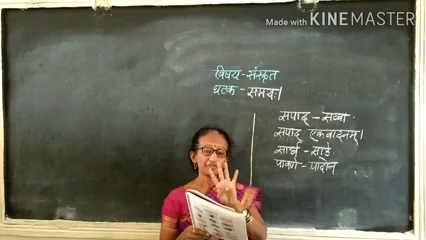 Made with KINEMASTER
विषय - संस्कृत
घटक - समयः।
सपाद् - सव्वा
सपाद् एकवादनम्।
सार्ध - साडे
पावणे - पादोन